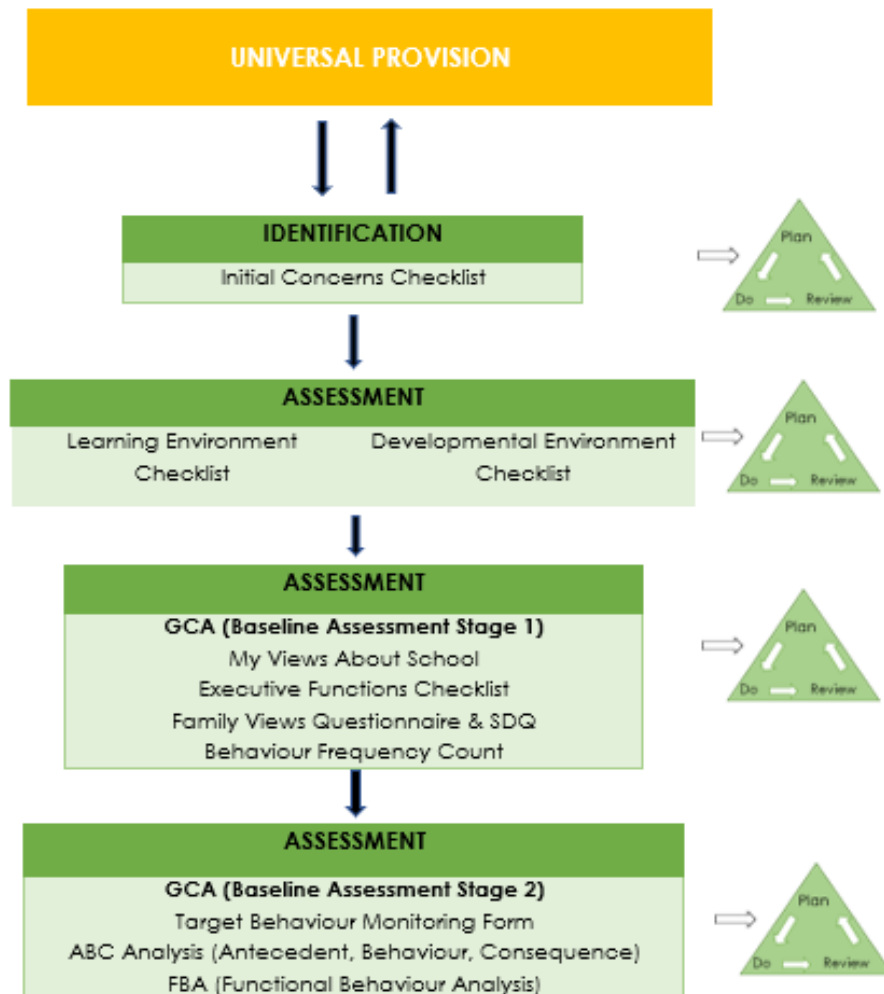 UNIVERSAL PROVISION
IDENTIFICATION
Initial Concerns Checklist
Plan
Do
Review
ASSESSMENT
Learning Environment
Checklist
Developmental Environment
Checklist
Plan
Do
Review
ASSESSMENT
GCA (Baseline Assessment Stage 1)
My Views About School
Executive Functions Checklist
Family Views Questionnaire & SDQ
Behaviour Frequency Count
Plan
Do
Review
ASSESSMENT
GCA (Baseline Assessment Stage 2)
Target Behaviour Monitoring Form
ABC Analysis (Antecedent, Behaviour, Consequence)
FBA (Functional Behaviour Analysis)
Plan
Do
Review